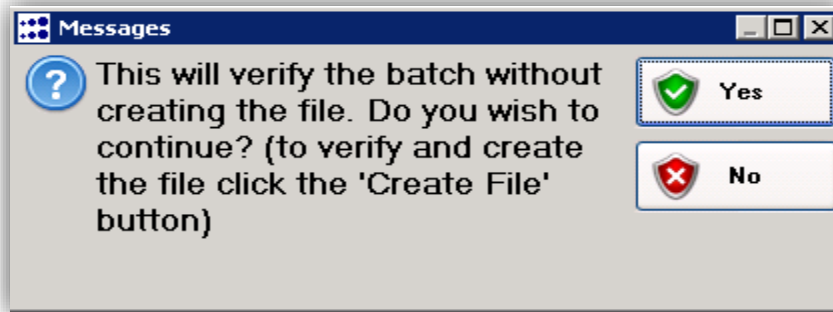 Messages
This will verify the batch without
creating the file. Do you wish to
continue? (to verify and create
the file click the 'Create File'
button)
Yes
No